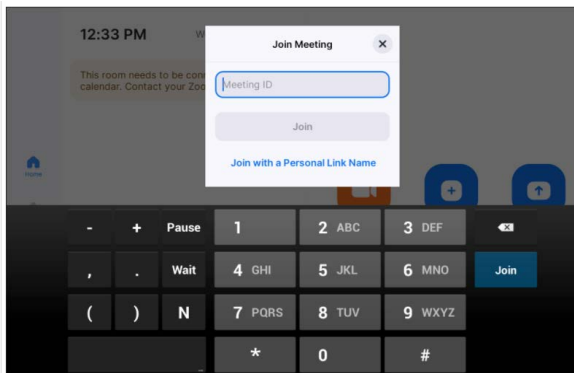 12:33 PM
W
Join Meeting
This room needs to be con
calendar. Contact your Zoo
Meeting ID
Join
Join with a Personal Link Name
Home
- + Pause 1 2 ABC 3 DEF
, . Wait 4 GHI 5 JKL 6 MNO Join
( ) N 7 PQRS 8 TUV 9 WXYZ
* 0 #